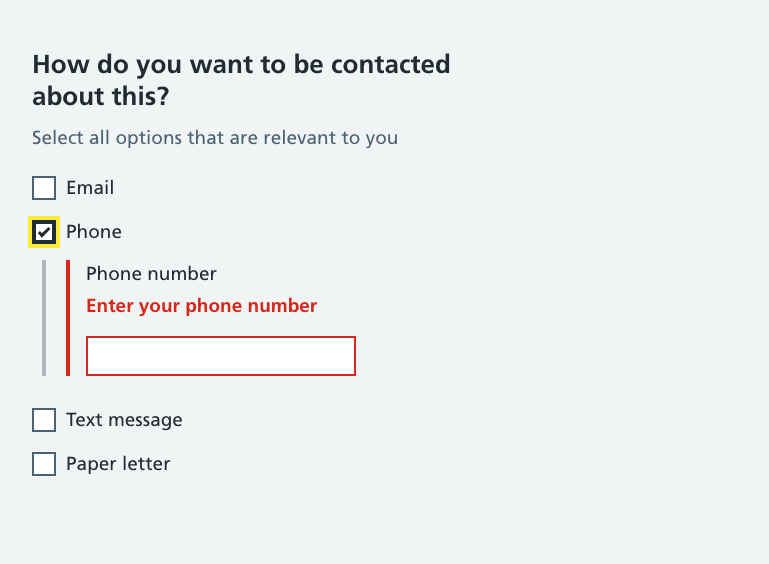 How do you want to be contacted
about this?
Select all options that are relevant to you
Email
Phone
Phone number
Enter your phone number
Text message
Paper letter